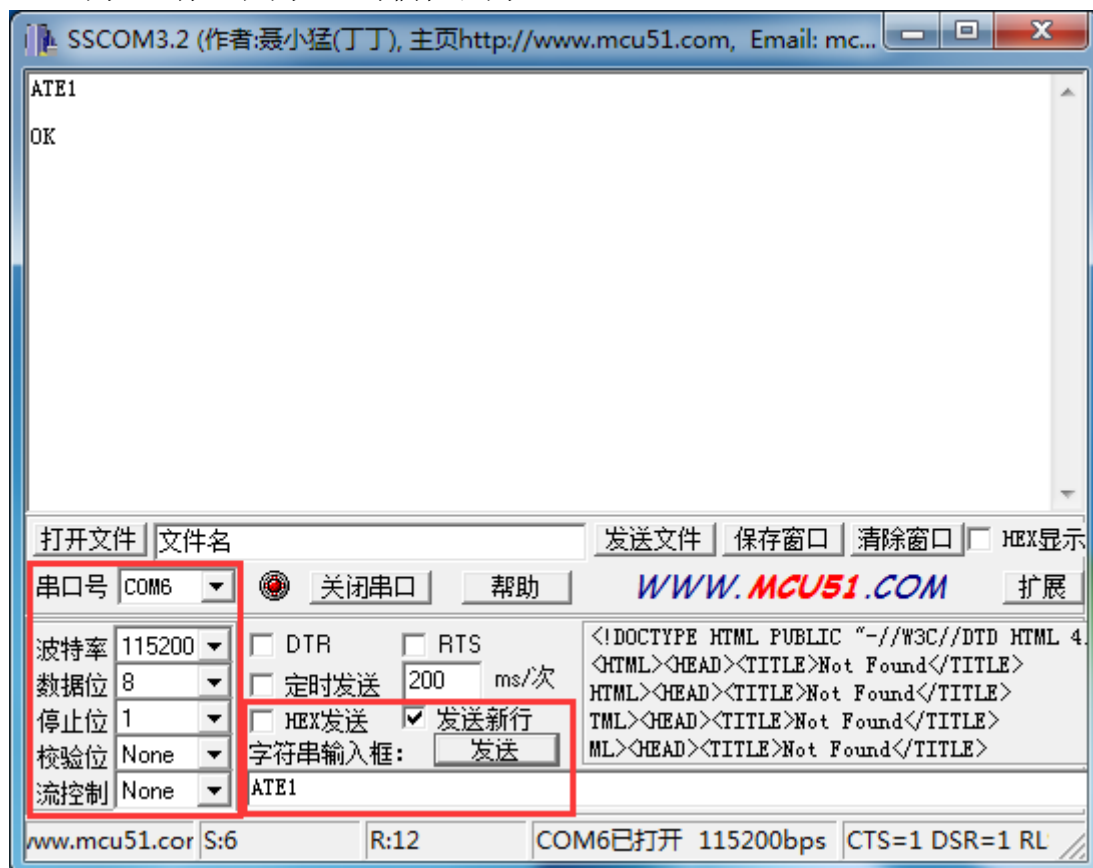 SSCOM3.2 (作者:聂小猛(丁丁), 主页http://www.mcu51.com, Email: mc...
ATE1
OK
打开文件 文件名 发送文件 保存窗口 清除窗口 HEX显示
串口号 COM6 关闭串口 帮助 WWW.MCU51.COM 扩展
波特率 115200 DTR RTS
数据位 8 定时发送 200 ms/次
停止位 1 HEX发送 发送新行
校验位 None 字符串输入框: 发送
流控制 None ATE1
<!DOCTYPE HTML PUBLIC "-//W3C//DTD HTML 4.
<HTML><HEAD><TITLE>Not Found</TITLE>
HTML><HEAD><TITLE>Not Found</TITLE>
TML><HEAD><TITLE>Not Found</TITLE>
ML><HEAD><TITLE>Not Found</TITLE>
www.mcu51.cor S:6 R:12 COM6已打开 115200bps CTS=1 DSR=1 RL